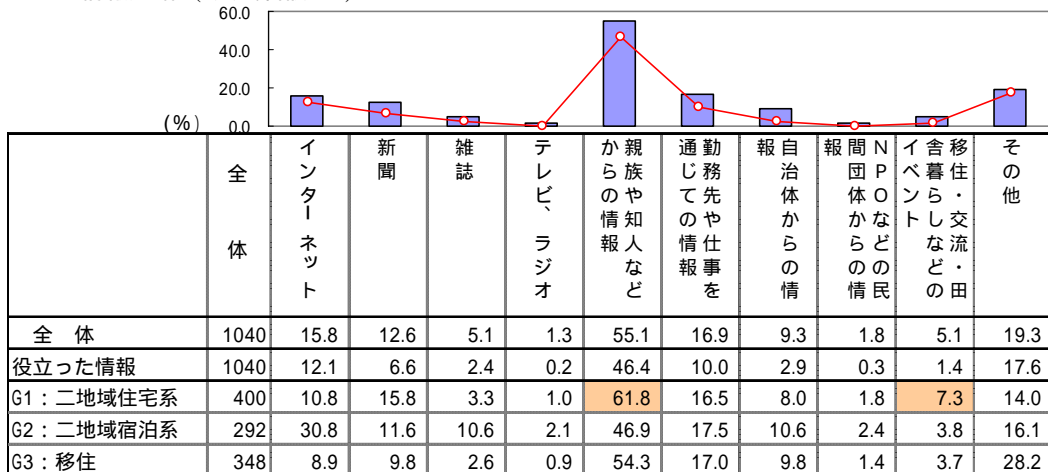 60.0
40.0
20.0
0.0
(%)
全体
インターネット
新聞
雑誌
テレビ、ラジオ
親族や知人など
からの情報
勤務先や仕事を
通じての情報
自治体からの情
報
NPOなどの民
間団体からの情
報
移住・交流・田
舎暮らしなどの
イベント
その他
全 体 1040 15.8 12.6 5.1 1.3 55.1 16.9 9.3 1.8 5.1 19.3
役立った情報 1040 12.1 6.6 2.4 0.2 46.4 10.0 2.9 0.3 1.4 17.6
G1:二地域住宅系 400 10.8 15.8 3.3 1.0 61.8 16.5 8.0 1.8 7.3 14.0
G2:二地域宿泊系 292 30.8 11.6 10.6 2.1 46.9 17.5 10.6 2.4 3.8 16.1
G3:移住 348 8.9 9.8 2.6 0.9 54.3 17.0 9.8 1.4 3.7 28.2